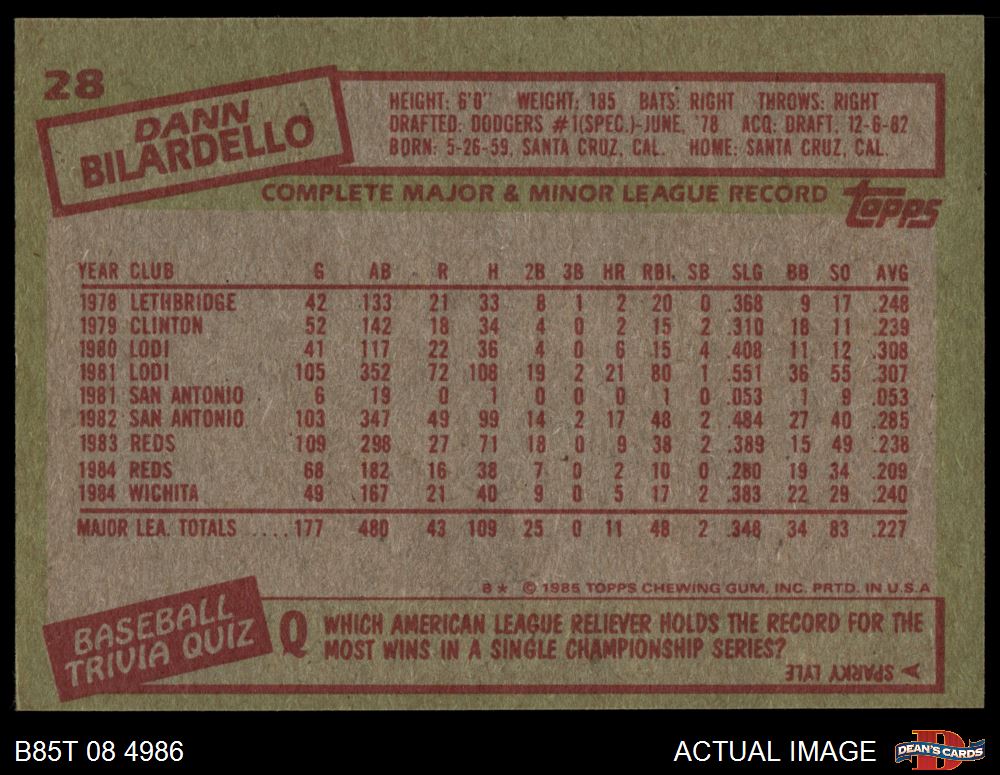 28
DANN
BILARDELLO
HEIGHT: 6'0" WEIGHT: 185 BATS: RIGHT THROWS: RIGHT
DRAFTED: DODGERS #1(SPEC.)-JUNE, '78 ACQ: DRAFT, 12-6-82
BORN: 5-26-59, SANTA CRUZ, CAL. HOME: SANTA CRUZ, CAL.
COMPLETE MAJOR & MINOR LEAGUE RECORD
topps
YEAR CLUB G AB R H 2B 3B HR RBI. SB SLG BB SO AVG
1978 LETHBRIDGE 42 133 21 33 8 1 2 20 0 .368 9 17 .248
1979 CLINTON 52 142 18 34 4 0 2 15 2 .310 18 11 .239
1980 LODI 41 117 22 36 4 0 6 15 4 .408 11 12 .308
1981 LODI 105 352 72 108 19 2 21 80 1 .551 36 55 .307
1981 SAN ANTONIO 6 19 0 1 0 0 0 1 0 .053 1 9 .053
1982 SAN ANTONIO 103 347 49 99 14 2 17 48 2 .484 27 40 .285
1983 REDS 109 298 27 71 18 0 9 38 2 .389 15 49 .238
1984 REDS 68 182 16 38 7 0 2 10 0 .280 19 34 .209
1984 WICHITA 49 167 21 40 9 0 5 17 2 .383 22 29 .240
MAJOR LEA. TOTALS .....177 480 43 109 25 0 11 48 2 .348 34 83 .227
B* © 1985 TOPPS CHEWING GUM, INC. PRTD. IN U.S.A
BASEBALL
TRIVIA QUIZ
Q WHICH AMERICAN LEAGUE RELIEVER HOLDS THE RECORD FOR THE
MOST WINS IN A SINGLE CHAMPIONSHIP SERIES?
A SPARKY LYLE
B85T 08 4986
ACTUAL IMAGE
D
DEAN'S CARDS